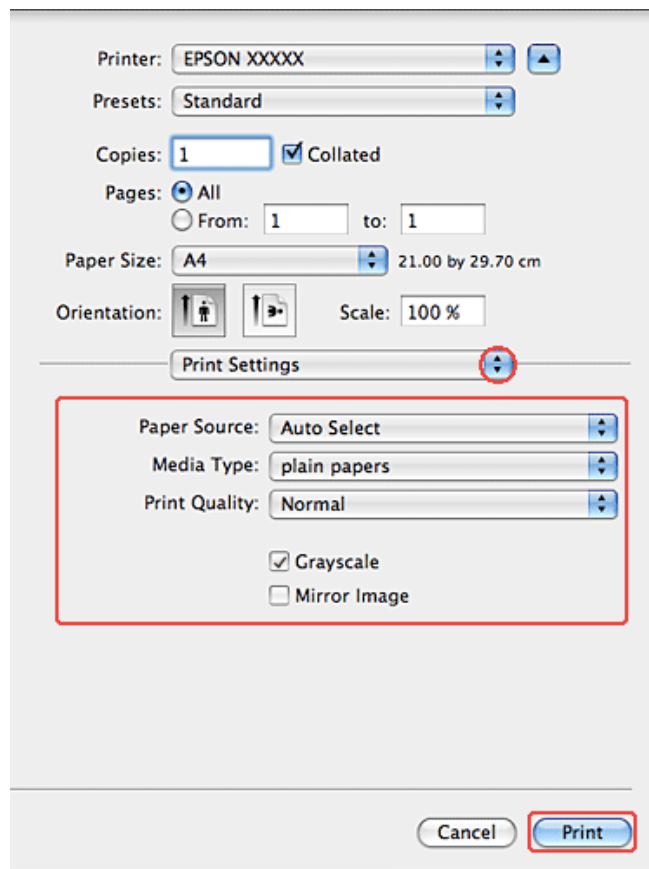 Printer: EPSON XXXXX
Presets: Standard
Copies: 1 Collated
Pages: All
From: 1 to: 1
Paper Size: A4 21.00 by 29.70 cm
Orientation: Scale: 100 %
Print Settings
Paper Source: Auto Select
Media Type: plain papers
Print Quality: Normal
Grayscale
Mirror Image
Cancel Print